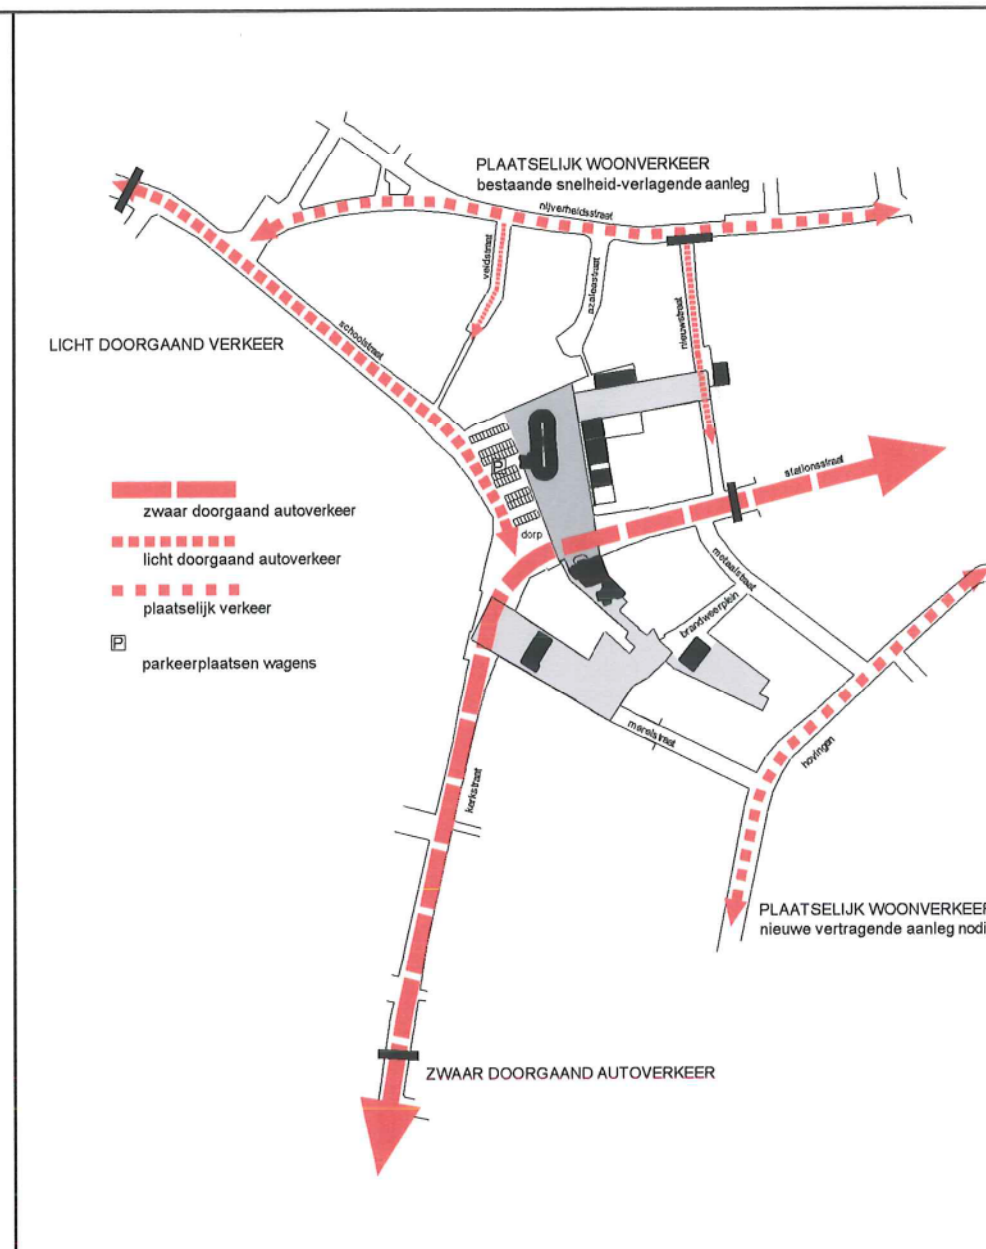 PLAATSELIJK WOONVERKEER
bestaande snelheid-verlagende aanleg
nijverheidsstraat
veldstraat
azaleastraat
nieuwstraat
schoolstraat
LICHT DOORGAAND VERKEER
P
stationsstraat
zwaar doorgaand autoverkeer
dorp
licht doorgaand autoverkeer
metaalstraat
plaatselijk verkeer
brandweerplein
P
parkeerplaatsen wagens
merelstraat
hovingen
kerkstraat
PLAATSELIJK WOONVERKEER
nieuwe vertragende aanleg nodi
ZWAAR DOORGAAND AUTOVERKEER